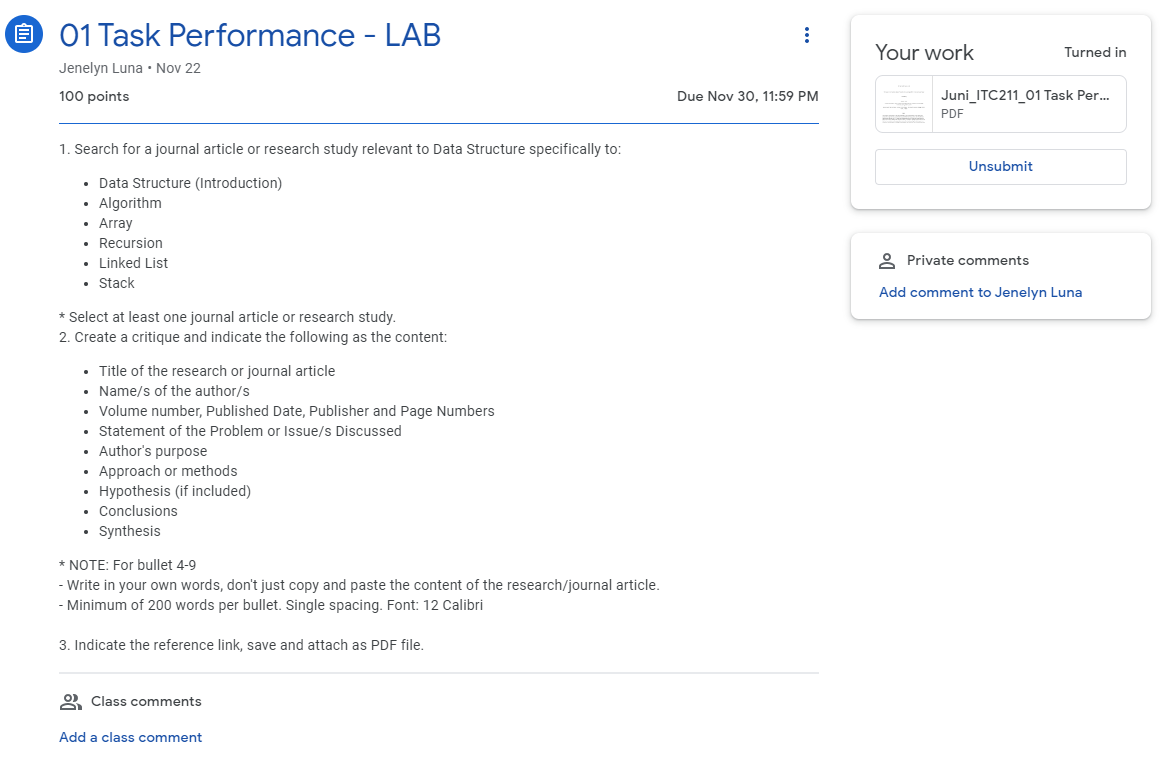 01 Task Performance - LAB
Jenelyn Luna • Nov 22
100 points
Due Nov 30, 11:59 PM
1. Search for a journal article or research study relevant to Data Structure specifically to:
• Data Structure (Introduction)
• Algorithm
• Array
• Recursion
• Linked List
• Stack
* Select at least one journal article or research study.
2. Create a critique and indicate the following as the content:
• Title of the research or journal article
• Name/s of the author/s
• Volume number, Published Date, Publisher and Page Numbers
• Statement of the Problem or Issue/s Discussed
• Author's purpose
• Approach or methods
• Hypothesis (if included)
• Conclusions
• Synthesis
* NOTE: For bullet 4-9
- Write in your own words, don't just copy and paste the content of the research/journal article.
- Minimum of 200 words per bullet. Single spacing. Font: 12 Calibri
3. Indicate the reference link, save and attach as PDF file.
Class comments
Add a class comment
Your work
Turned in
Juni_ITC211_01 Task Per...
PDF
Unsubmit
Private comments
Add comment to Jenelyn Luna